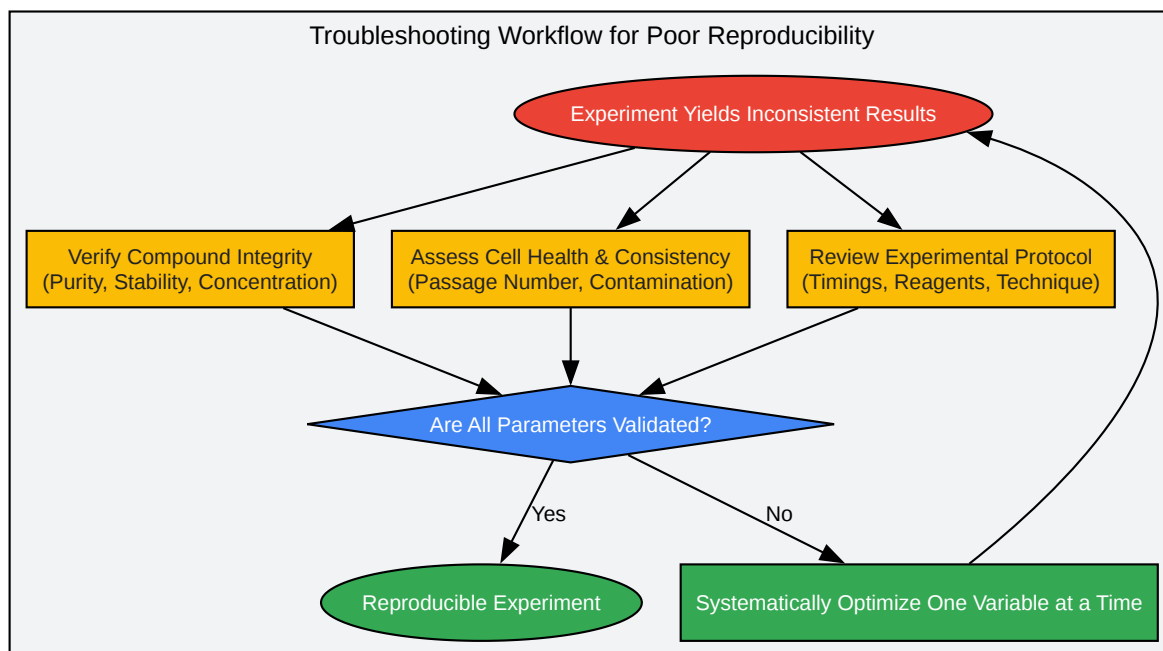 Troubleshooting Workflow for Poor Reproducibility
Experiment Yields Inconsistent Results
Verify Compound Integrity
(Purity, Stability, Concentration)
Assess Cell Health & Consistency
(Passage Number, Contamination)
Review Experimental Protocol
(Timings, Reagents, Technique)
Are All Parameters Validated?
Yes
No
Reproducible Experiment
Systematically Optimize One Variable at a Time